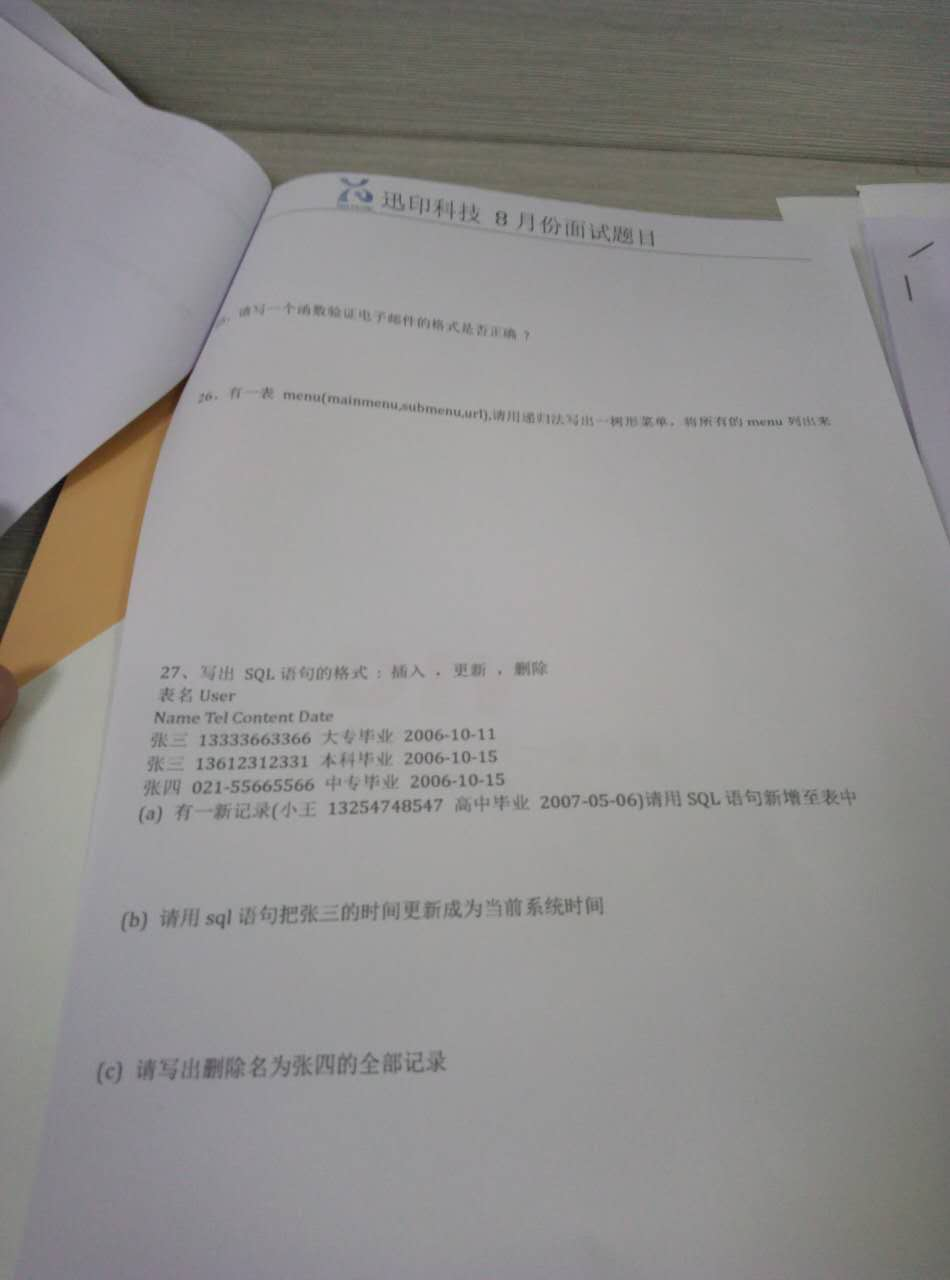 迅印科技 8 月份面试题目
请写一个函数验证电子邮件的格式是否正确 ?
26、有一表 menu(mainmenu,submenu,url),请用递归法写出一树形菜单，将所有的 menu 列出来
27、写出 SQL 语句的格式 : 插入 ，更新 ，删除
表名 User
Name Tel Content Date
张三 13333663366 大专毕业 2006-10-11
张三 13612312331 本科毕业 2006-10-15
张四 021-55665566 中专毕业 2006-10-15
(a) 有一新记录(小王 13254748547 高中毕业 2007-05-06)请用 SQL 语句新增至表中
(b) 请用 sql 语句把张三的时间更新成为当前系统时间
(c) 请写出删除名为张四的全部记录